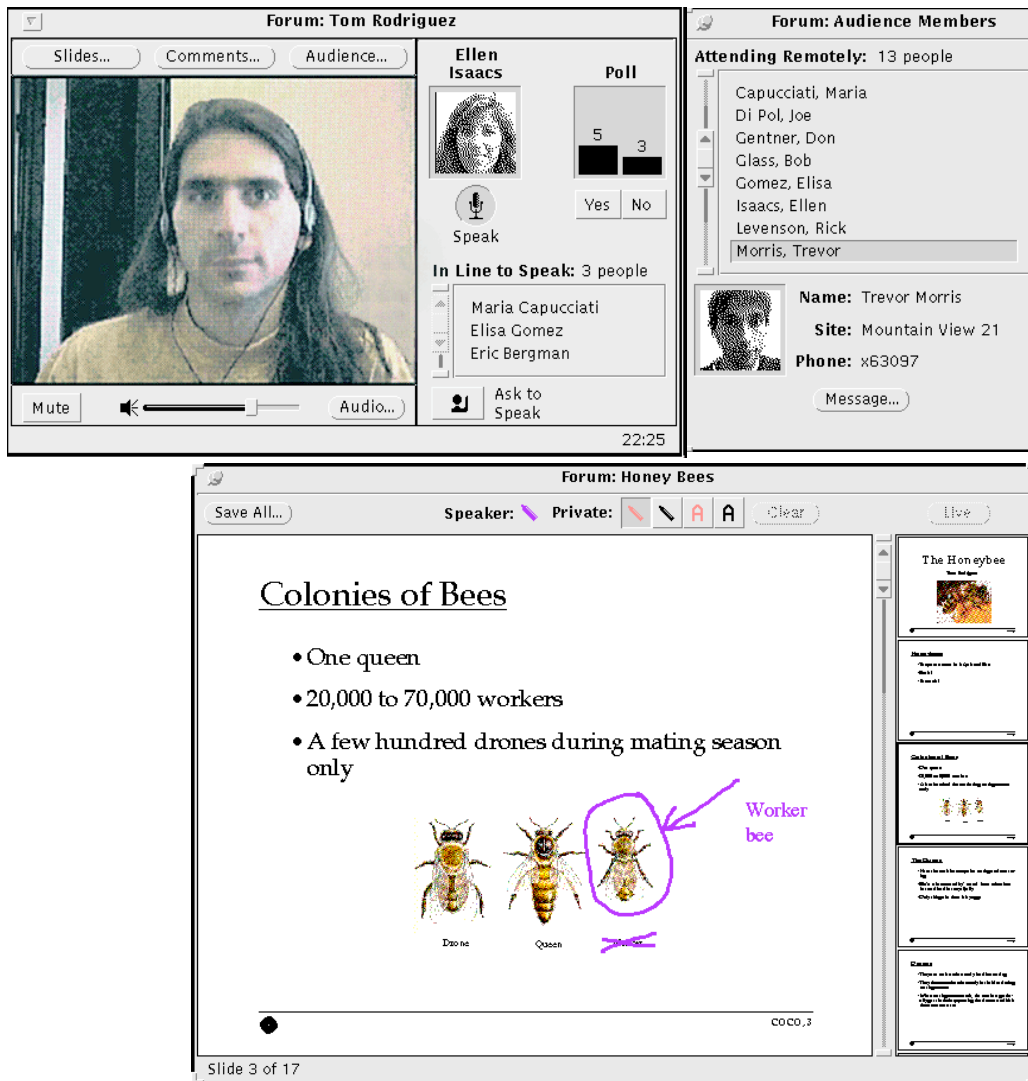 Forum: Tom Rodriguez
Slides...
Comments...
Audience...
Ellen
Isaacs
Poll
5
3
Yes
No
Speak
In Line to Speak: 3 people
Maria Capucciati
Elisa Gomez
Eric Bergman
Ask to
Speak
Mute
Audio...
22:25
Forum: Audience Members
Attending Remotely: 13 people
Capucciati, Maria
Di Pol, Joe
Gentner, Don
Glass, Bob
Gomez, Elisa
Isaacs, Ellen
Levenson, Rick
Morris, Trevor
Name: Trevor Morris
Site: Mountain View 21
Phone: x63097
Message...
Forum: Honey Bees
Save All...
Speaker:
Private:
A
A
Clear
Live
Colonies of Bees
• One queen
• 20,000 to 70,000 workers
• A few hundred drones during mating season
only
Worker
bee
Drone
Queen
COCO,3
Slide 3 of 17
The Honeybee
Tom Rodriguez
Colonies of Bees